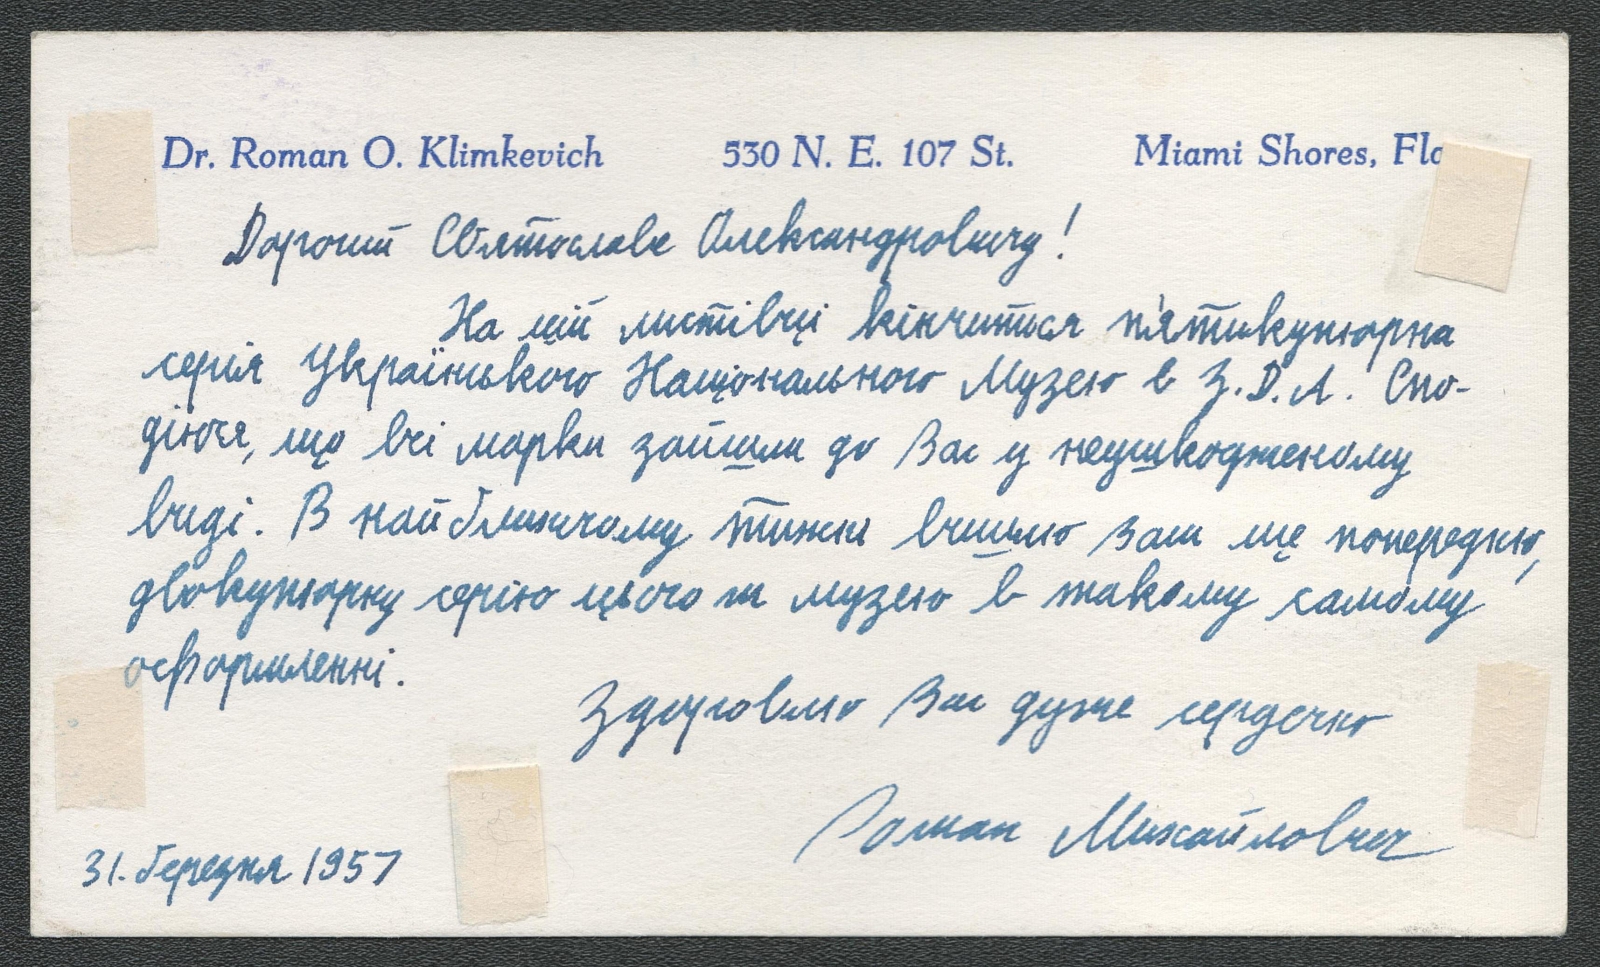 Dr. Roman O. Klimkevich 530 N. E. 107 St. Miami Shores, Fl
Дорогий Святославе Олександровичу!
На цій листівці кінчиться п'ятикупюрна
серія Українського Національного Музею в З.Д.А. Спо-
діюся, що всі марки зайшли до Вас у неушкодженому
виді. В найближчому тижні вишлю Вам ще попередню,
двокупюрну серію цього ж музею в такому самому
оформленні.
Здоровлю Вас дуже сердечно
Роман Михайлович
31. березня 1957